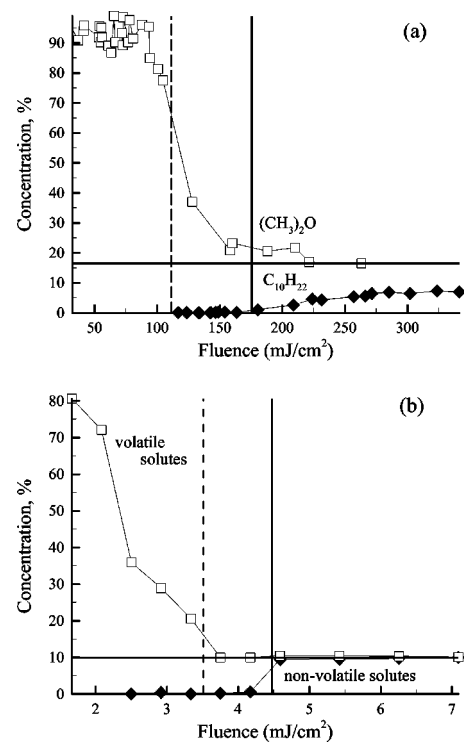 (a)
Concentration, %
90
80
70
60
50
40
30
20
10
0
(CH₃)₂O
C₁₀H₂₂
50 100 150 200 250 300
Fluence (mJ/cm²)
(b)
Concentration, %
80
70
60
50
40
30
20
10
0
volatile
solutes
non-volatile solutes
2 3 4 5 6 7
Fluence (mJ/cm²)